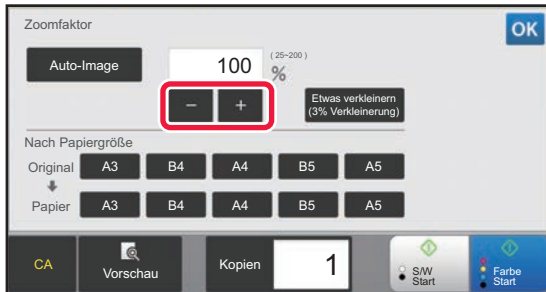 Zoomfaktor
OK
Auto-Image
100
(25~200)
%
−
+
Etwas verkleinern
(3% Verkleinerung)
Nach Papiergröße
Original A3 B4 A4 B5 A5
Papier A3 B4 A4 B5 A5
CA
Vorschau
Kopien
1
S/W
Start
Farbe
Start